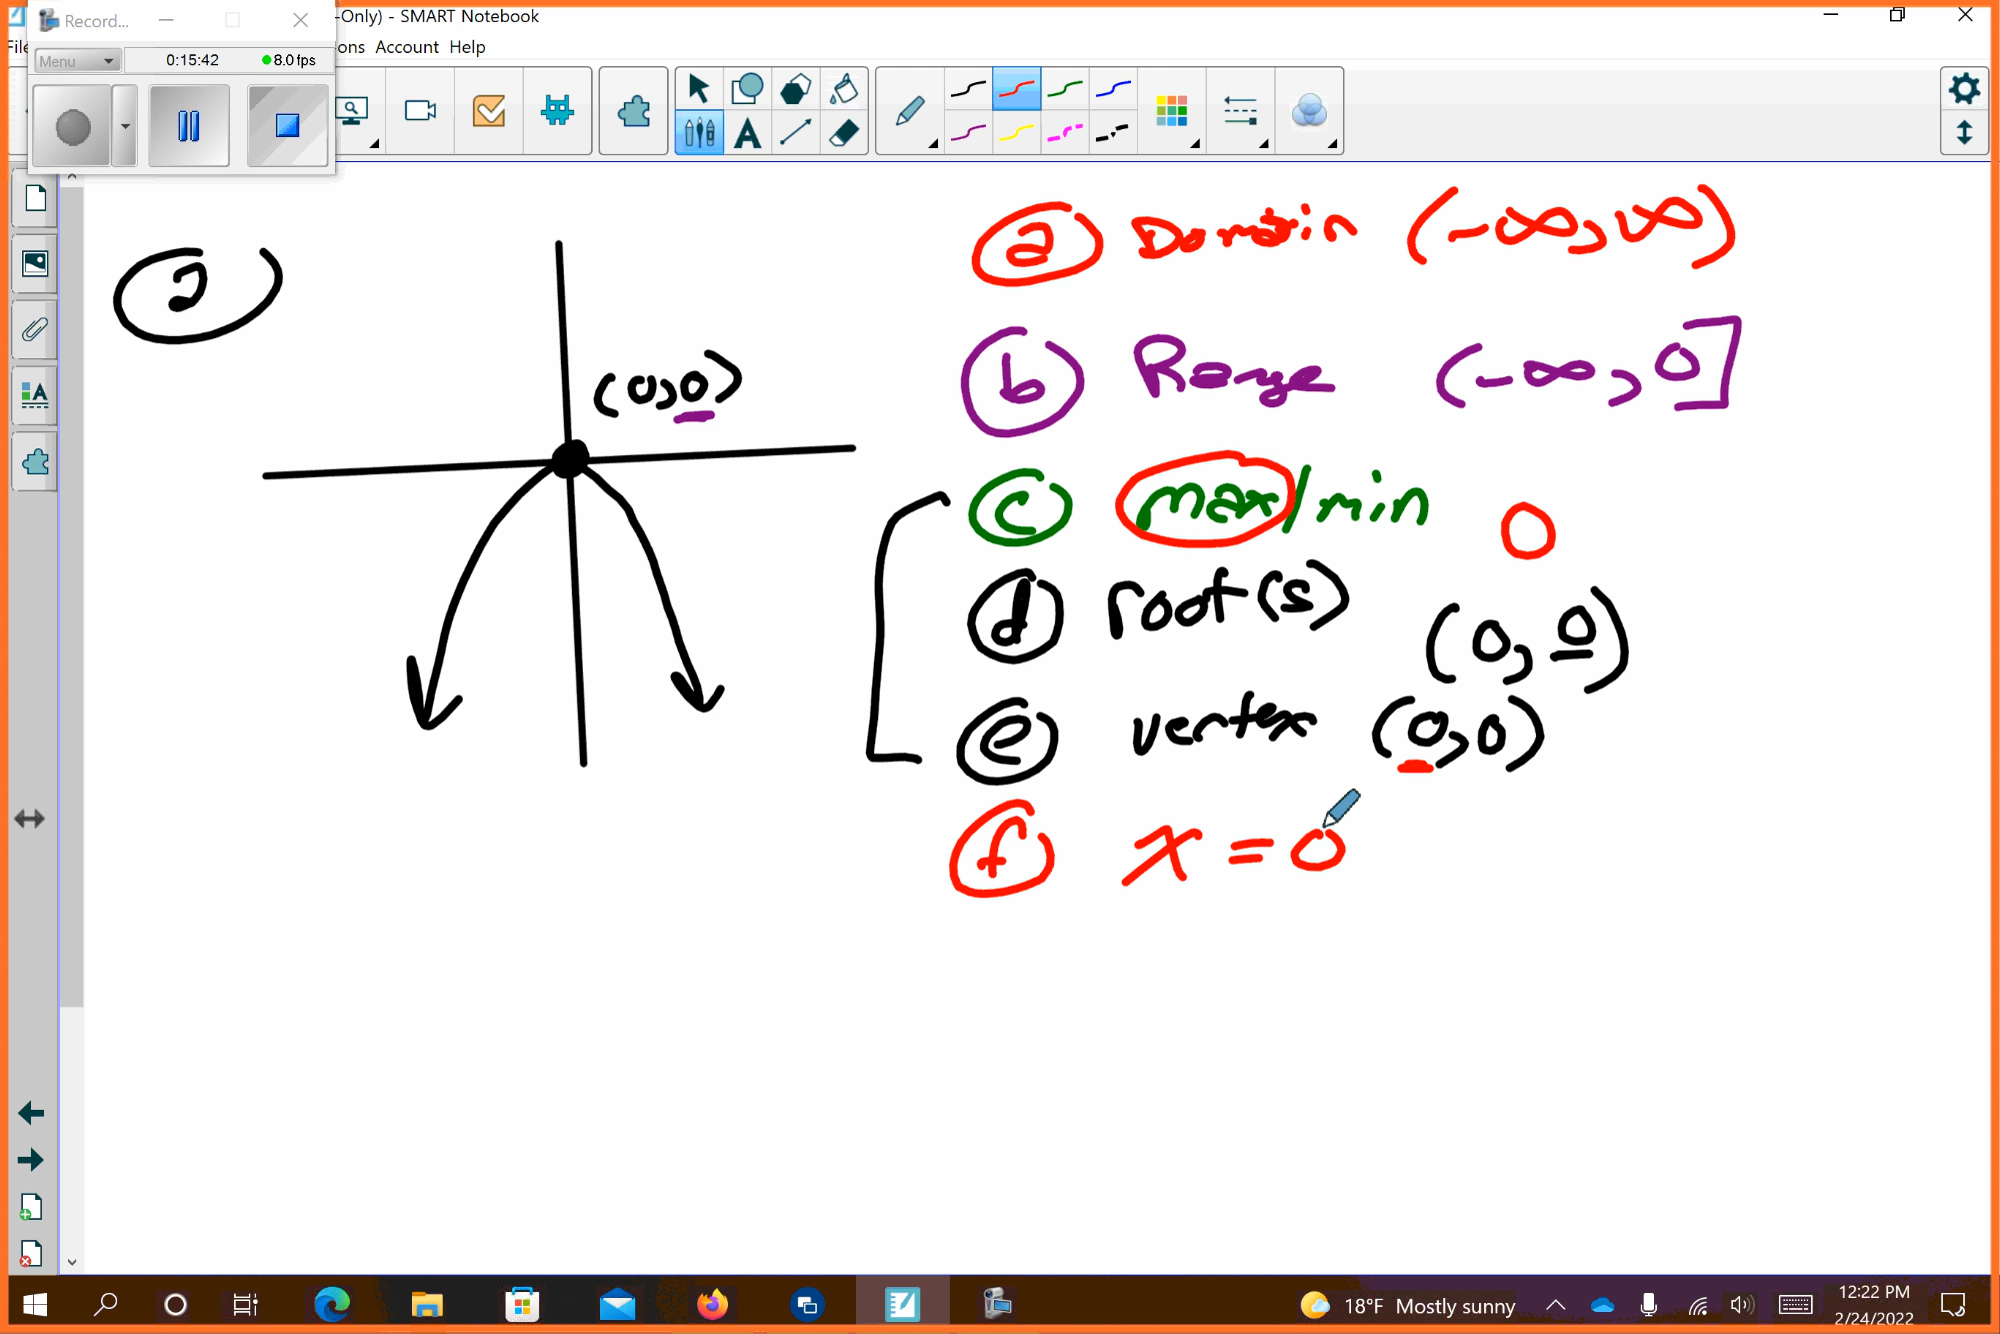 Record...
-Only) - SMART Notebook
File
ons Account Help
Menu
0:15:42
8.0 fps
2
(0,0)
a Domain (-∞,∞)
b Range (-∞,0]
c max/min 0
d root(s) (0,0)
e vertex (0,0)
f x=0
18°F Mostly sunny
12:22 PM
2/24/2022